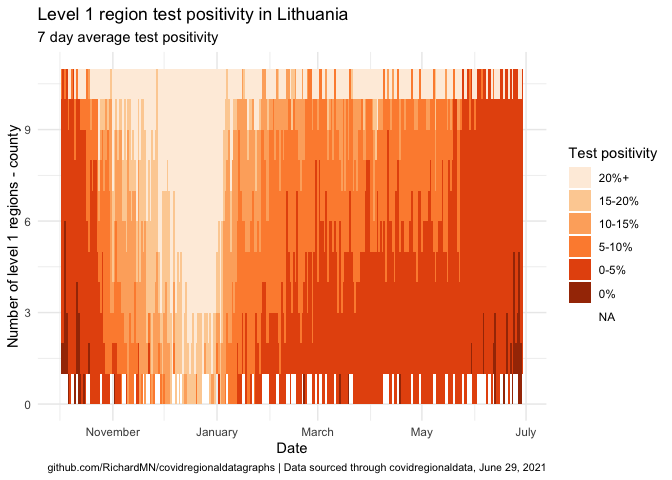 Level 1 region test positivity in Lithuania
7 day average test positivity
Number of level 1 regions - county
9
6
3
0
November
January
March
May
July
Date
Test positivity
20%+
15-20%
10-15%
5-10%
0-5%
0%
NA
github.com/RichardMN/covidregionaldatagraphs | Data sourced through covidregionaldata, June 29, 2021